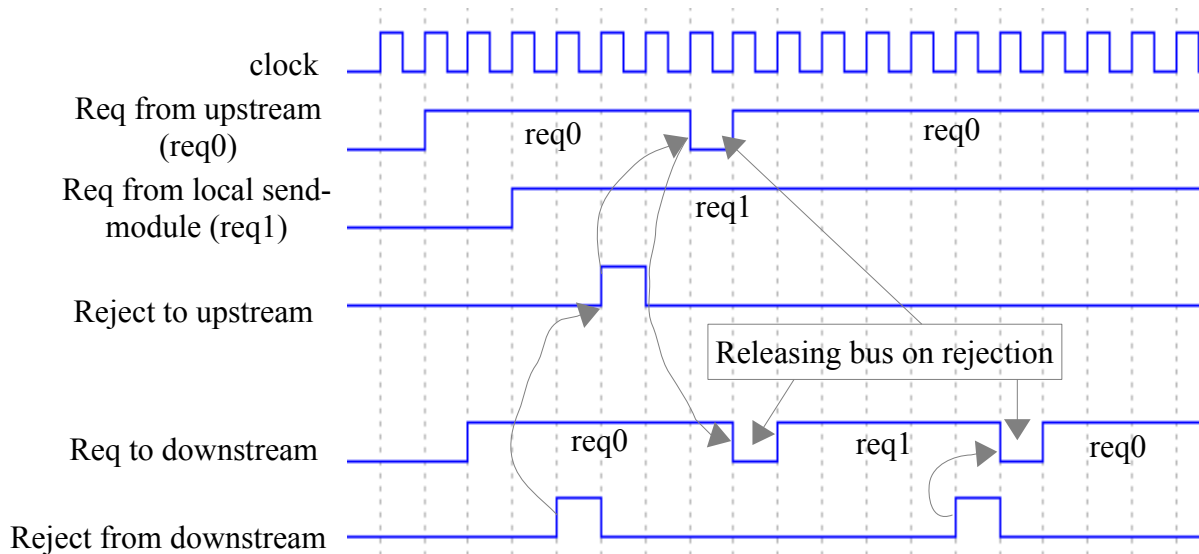 clock
Req from upstream
(req0)
req0
req0
Req from local send-
module (req1)
req1
Reject to upstream
Releasing bus on rejection
Req to downstream
req0
req1
req0
Reject from downstream